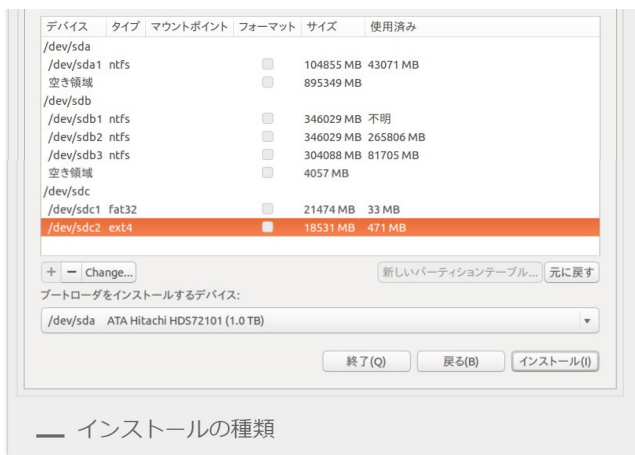 デバイス タイプ マウントポイント フォーマット サイズ 使用済み
/dev/sda
/dev/sda1 ntfs 104855 MB 43071 MB
空き領域 895349 MB
/dev/sdb
/dev/sdb1 ntfs 346029 MB 不明
/dev/sdb2 ntfs 346029 MB 265806 MB
/dev/sdb3 ntfs 304088 MB 81705 MB
空き領域 4057 MB
/dev/sdc
/dev/sdc1 fat32 21474 MB 33 MB
/dev/sdc2 ext4 18531 MB 471 MB
+ − Change... 新しいパーティションテーブル... 元に戻す
ブートローダをインストールするデバイス:
/dev/sda ATA Hitachi HDS72101 (1.0 TB)
終了(Q) 戻る(B) インストール(I)
インストールの種類